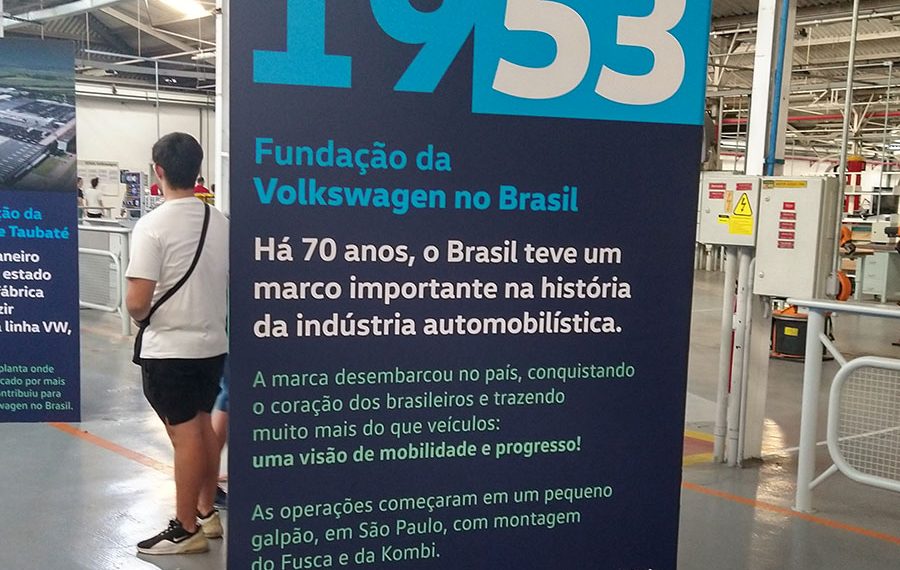 1953
Fundação da
Volkswagen no Brasil
Há 70 anos, o Brasil teve um
marco importante na história
da indústria automobilística.
A marca desembarcou no país, conquistando
o coração dos brasileiros e trazendo
muito mais do que veículos:
uma visão de mobilidade e progresso!
As operações começaram em um pequeno
galpão, em São Paulo, com montagem
do Fusca e da Kombi.
ção da
e Taubaté
aneiro
estado
fábrica
zir
a linha VW,
planta onde
cado por mais
ontribuiu para
wagen no Brasil.